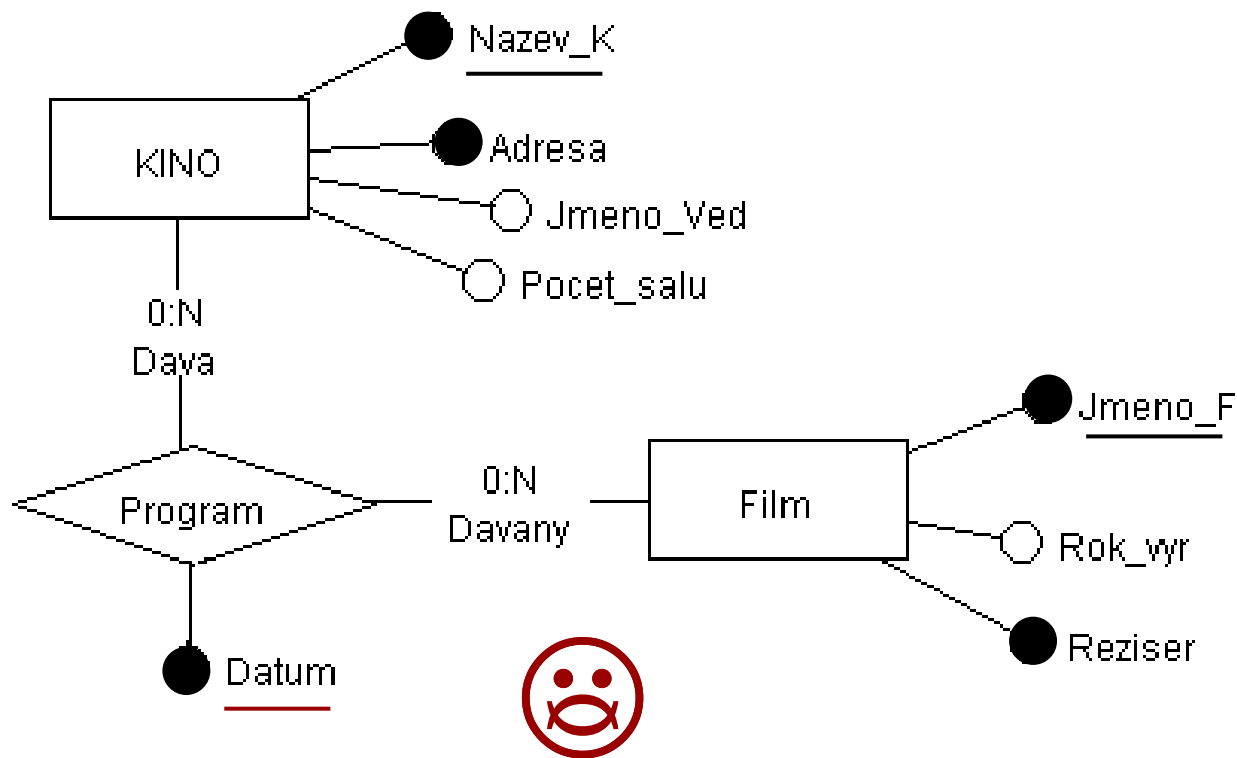 Nazev_K
KINO
Adresa
Jmeno_Ved
Pocet_salu
0:N
Dava
Jmeno_F
0:N
Davany
Program
Film
Rok_vyr
Reziser
Datum